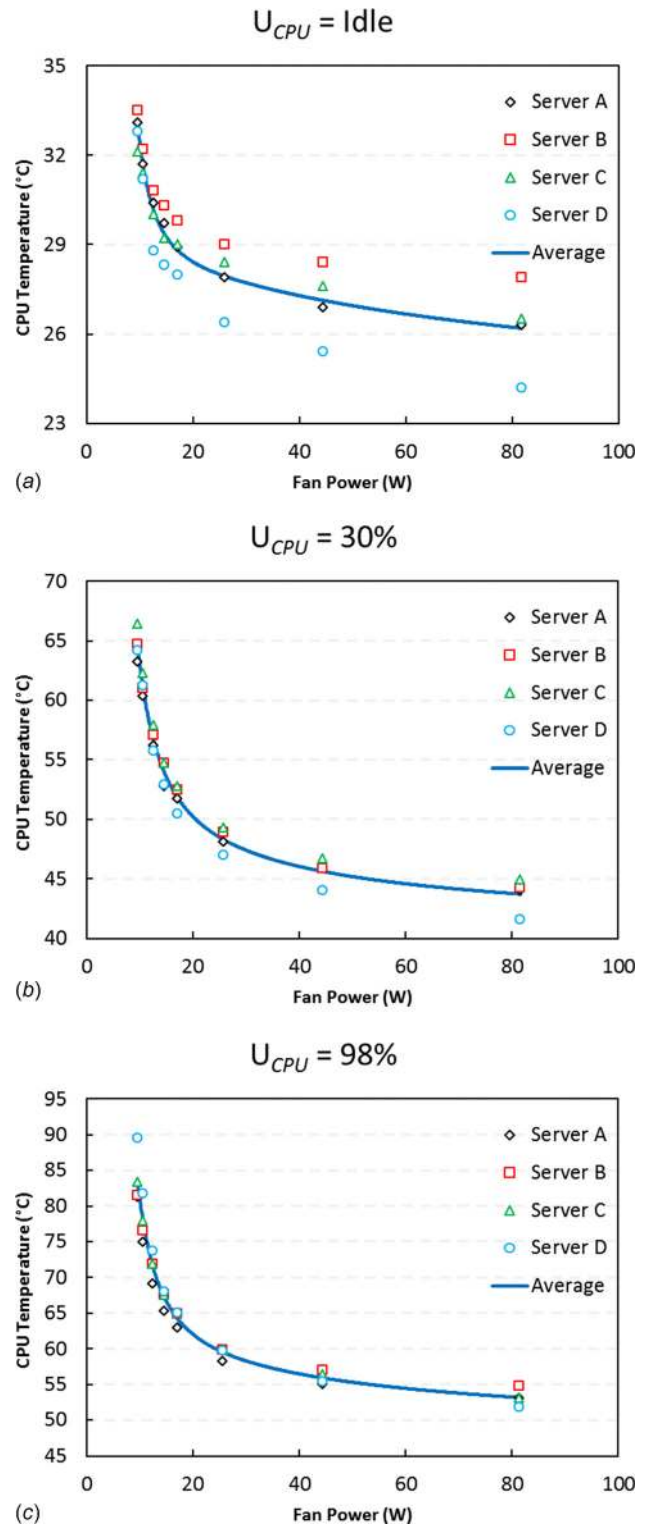 U_CPU = Idle
35
32
29
26
23
CPU Temperature (°C)
Server A
Server B
Server C
Server D
Average
0 20 40 60 80 100
Fan Power (W)
(a)
U_CPU = 30%
70
65
60
55
50
45
40
CPU Temperature (°C)
Server A
Server B
Server C
Server D
Average
0 20 40 60 80 100
Fan Power (W)
(b)
U_CPU = 98%
95
90
85
80
75
70
65
60
55
50
45
CPU Temperature (°C)
Server A
Server B
Server C
Server D
Average
0 20 40 60 80 100
Fan Power (W)
(c)